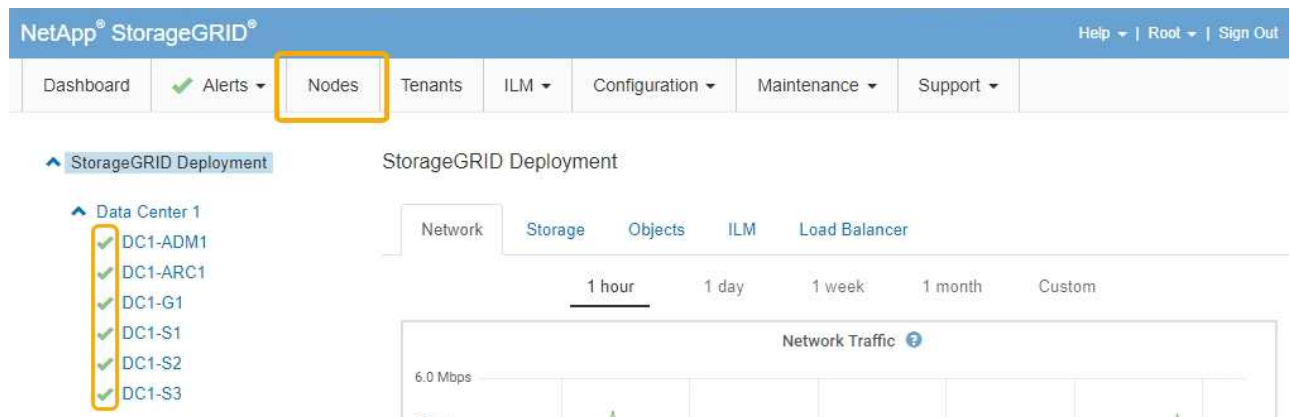 NetApp® StorageGRID®
Help | Root | Sign Out
Dashboard Alerts Nodes Tenants ILM Configuration Maintenance Support
StorageGRID Deployment
Data Center 1
DC1-ADM1
DC1-ARC1
DC1-G1
DC1-S1
DC1-S2
DC1-S3
StorageGRID Deployment
Network Storage Objects ILM Load Balancer
1 hour 1 day 1 week 1 month Custom
Network Traffic
6.0 Mbps